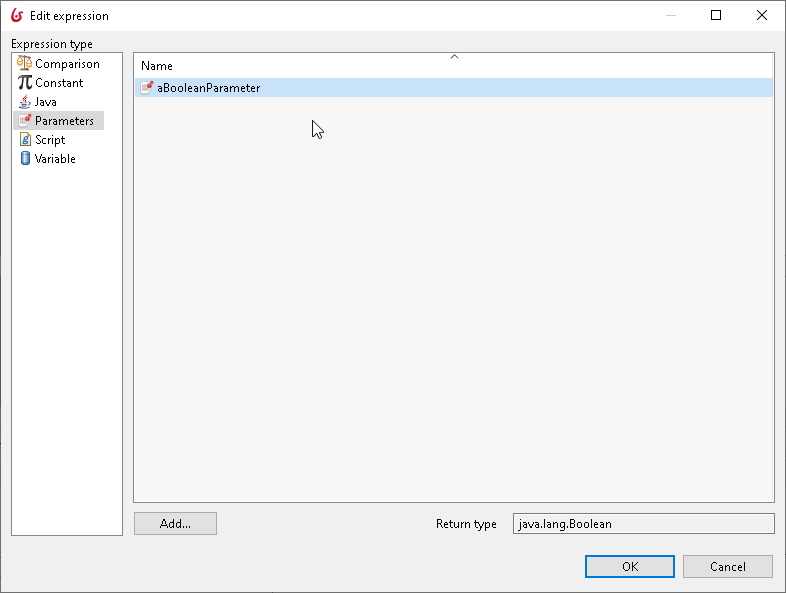 Edit expression
Expression type
Comparison
Constant
Java
Parameters
Script
Variable
Name
aBooleanParameter
Add...
Return type
java.lang.Boolean
OK
Cancel